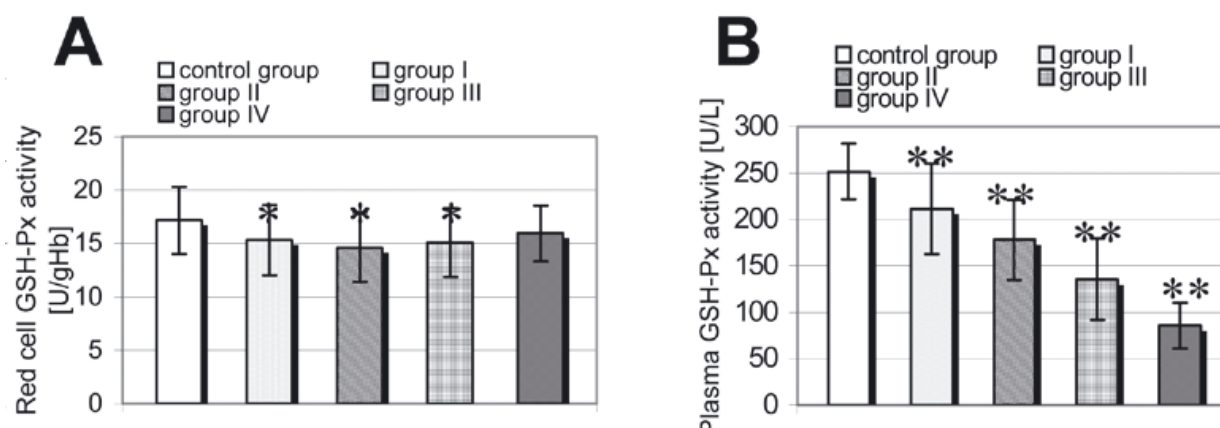 A
control group
group I
group II
group III
group IV
Red cell GSH-Px activity
[U/gHb]
25
20
15
10
5
0
*
*
*
B
control group
group I
group II
group III
group IV
Plasma GSH-Px activity [U/L]
300
250
200
150
100
50
0
**
**
**
**